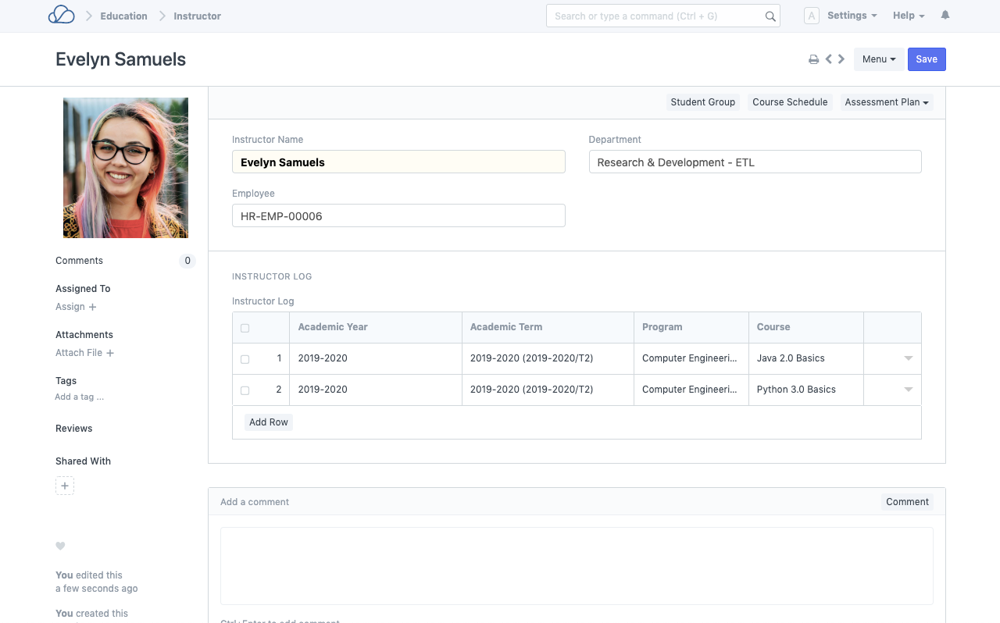 Education Instructor Search or type a command (Ctrl + G) A Settings Help
Evelyn Samuels Menu Save
Student Group Course Schedule Assessment Plan
Instructor Name Department
Evelyn Samuels Research & Development - ETL
Employee
HR-EMP-00006
Comments 0
Assigned To
Assign +
Attachments
Attach File +
Tags
Add a tag ...
Reviews
Shared With
+
You edited this
a few seconds ago
You created this
INSTRUCTOR LOG
Instructor Log
Academic Year Academic Term Program Course
1 2019-2020 2019-2020 (2019-2020/T2) Computer Engineeri... Java 2.0 Basics
2 2019-2020 2019-2020 (2019-2020/T2) Computer Engineeri... Python 3.0 Basics
Add Row
Add a comment Comment
Ctrl+Enter to add comment